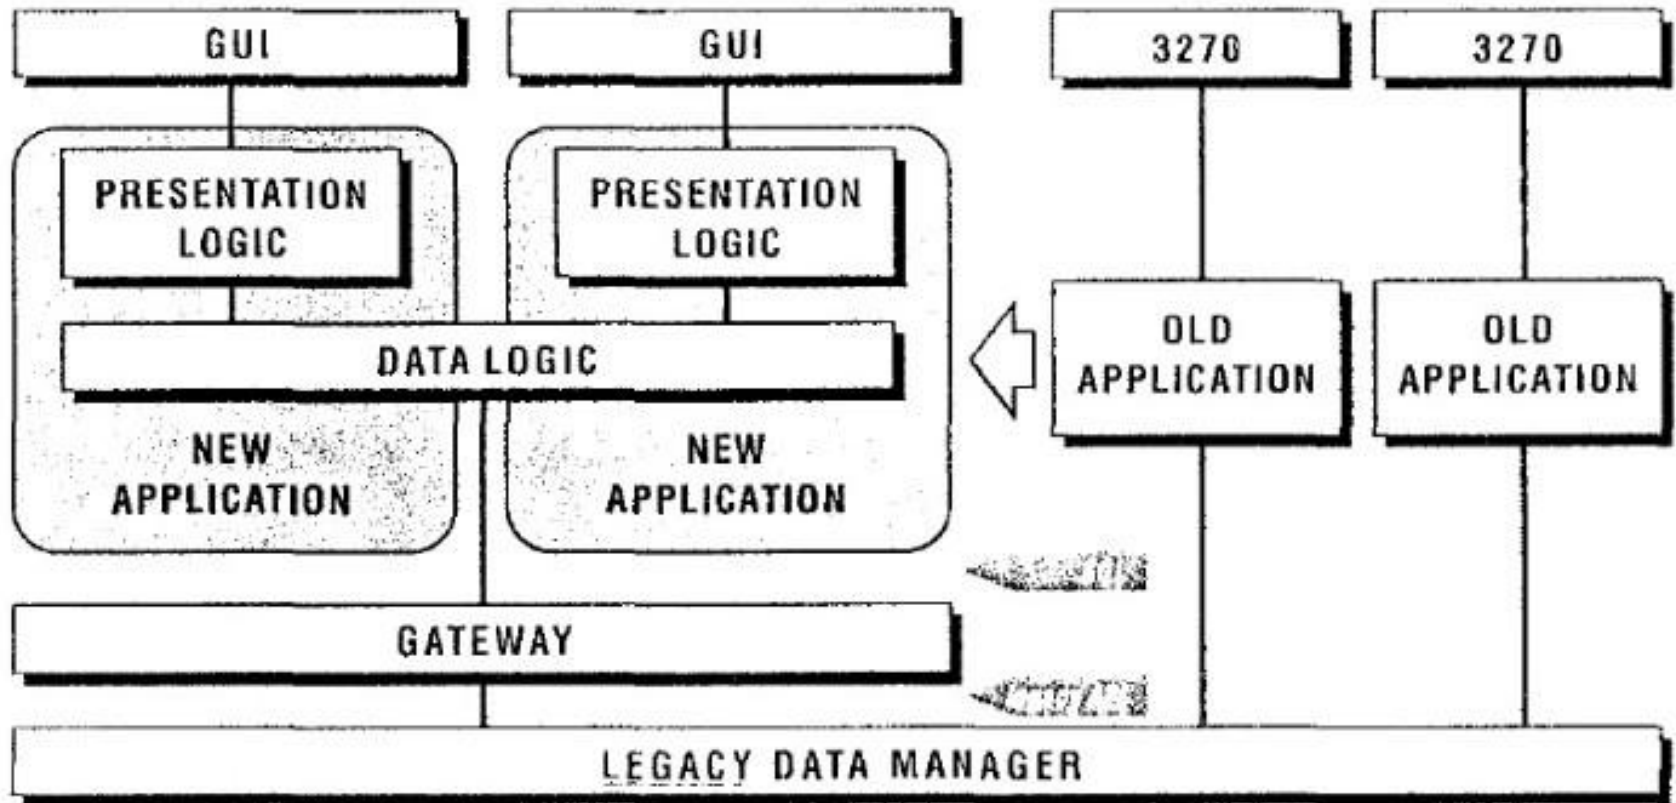 GUI
GUI
3270
3270
PRESENTATION
LOGIC
PRESENTATION
LOGIC
DATA LOGIC
OLD
APPLICATION
OLD
APPLICATION
NEW
APPLICATION
NEW
APPLICATION
GATEWAY
LEGACY DATA MANAGER